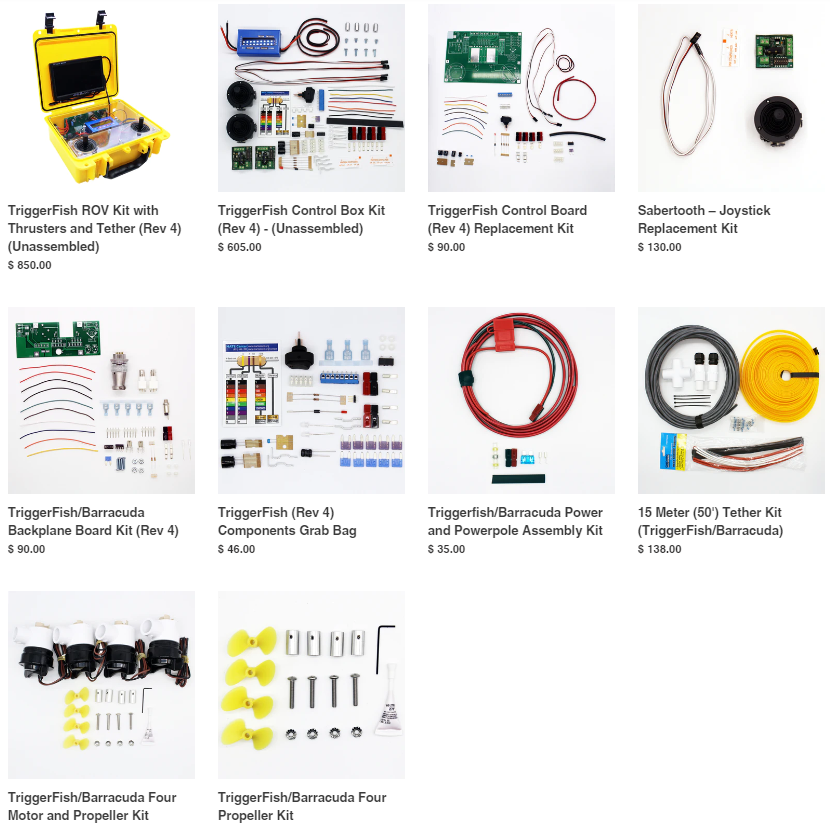 TriggerFish ROV Kit with
Thrusters and Tether (Rev 4)
(Unassembled)
$ 850.00
TriggerFish Control Box Kit
(Rev 4) - (Unassembled)
$ 605.00
TriggerFish Control Board
(Rev 4) Replacement Kit
$ 90.00
Sabertooth – Joystick
Replacement Kit
$ 130.00
TriggerFish/Barracuda
Backplane Board Kit (Rev 4)
$ 90.00
TriggerFish (Rev 4)
Components Grab Bag
$ 46.00
Triggerfish/Barracuda Power
and Powerpole Assembly Kit
$ 35.00
15 Meter (50') Tether Kit
(TriggerFish/Barracuda)
$ 138.00
TriggerFish/Barracuda Four
Motor and Propeller Kit
TriggerFish/Barracuda Four
Propeller Kit